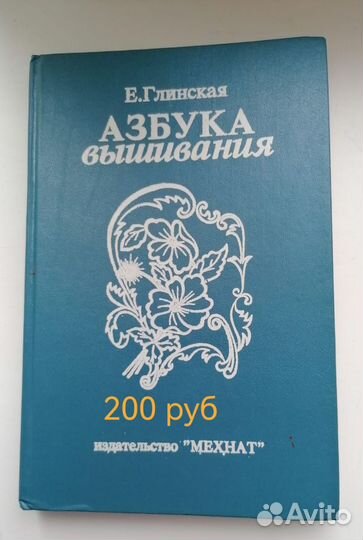 Е.Глинская
АЗБУКА
вышивания
200 руб
издательство "МЕҲНАТ"
Avito